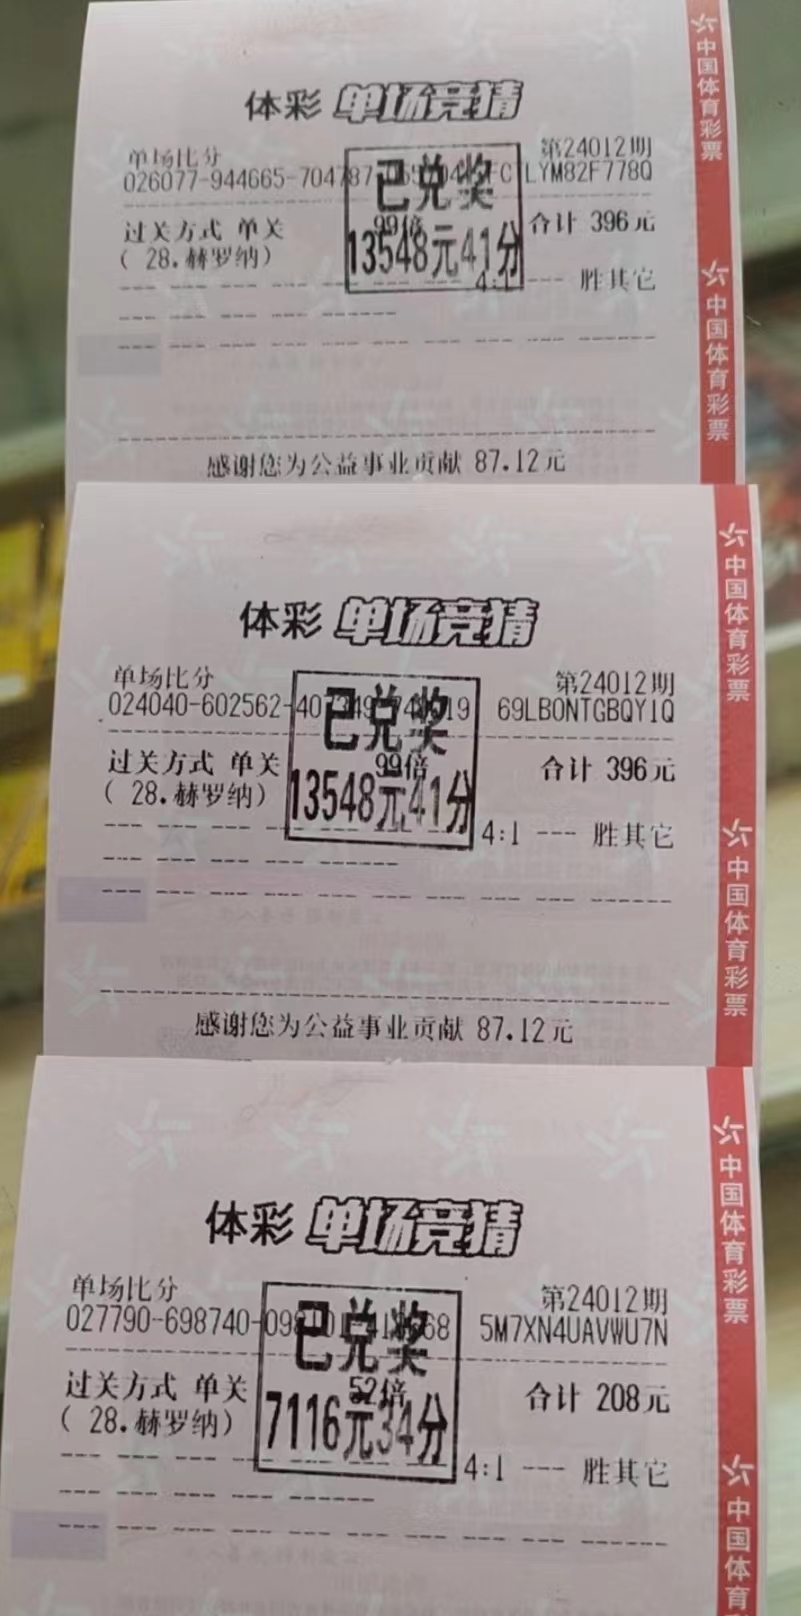 体彩 单场竞猜
单场比分 第24012期
026077-944665-704787 LYM82F778Q
已兑奖
过关方式 单关 99倍 合计 396元
13548元41分
( 28.赫罗纳)
4:1 --- 胜其它
感谢您为公益事业贡献 87.12元
体彩 单场竞猜
单场比分 第24012期
024040-602562- 69LB0NTGBQY1Q
已兑奖
过关方式 单关 99倍 合计 396元
( 28.赫罗纳) 13548元41分
4:1 --- 胜其它
感谢您为公益事业贡献 87.12元
体彩 单场竞猜
单场比分 第24012期
027790-698740- 5M7XN4UAVWU7N
已兑奖
过关方式 单关 52倍 合计 208元
( 28.赫罗纳) 7116元34分
4:1 --- 胜其它
中国体育彩票
中国体育彩票
中国体育彩票
中国体育彩票
中国体育彩票
中国体育